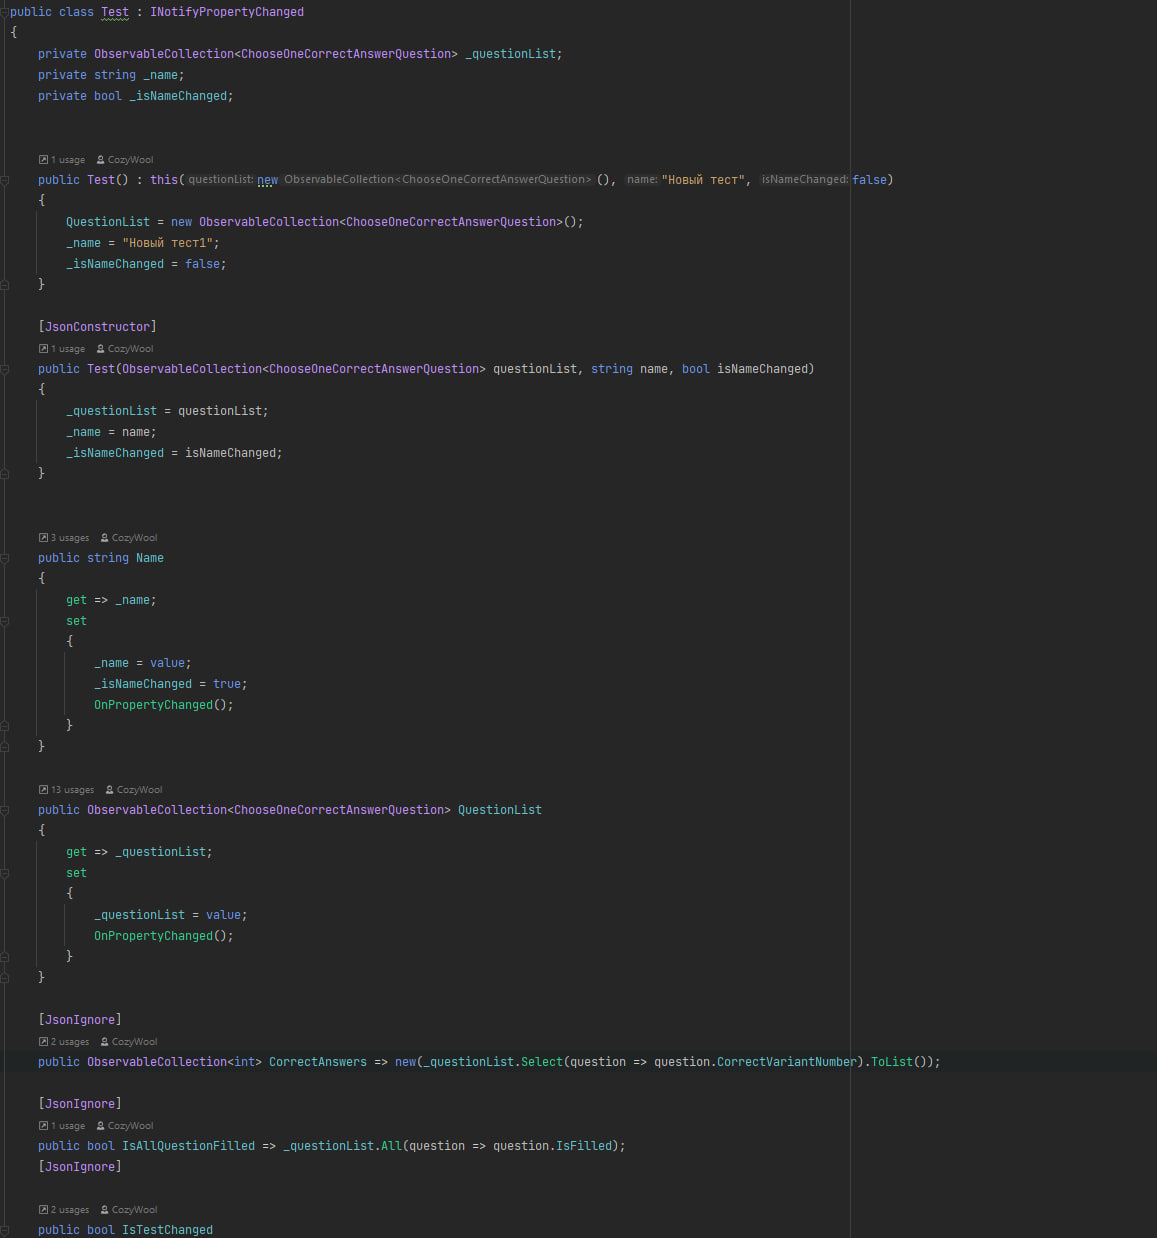 public class Test : INotifyPropertyChanged
{
private ObservableCollection<ChooseOneCorrectAnswerQuestion> _questionList;
private string _name;
private bool _isNameChanged;
1 usage CozyWool
public Test() : this( questionList: new ObservableCollection<ChooseOneCorrectAnswerQuestion> (), name: "Новый тест", isNameChanged: false)
{
QuestionList = new ObservableCollection<ChooseOneCorrectAnswerQuestion>();
_name = "Новый тест1";
_isNameChanged = false;
}
[JsonConstructor]
1 usage CozyWool
public Test(ObservableCollection<ChooseOneCorrectAnswerQuestion> questionList, string name, bool isNameChanged)
{
_questionList = questionList;
_name = name;
_isNameChanged = isNameChanged;
}
3 usages CozyWool
public string Name
{
get => _name;
set
{
_name = value;
_isNameChanged = true;
OnPropertyChanged();
}
}
13 usages CozyWool
public ObservableCollection<ChooseOneCorrectAnswerQuestion> QuestionList
{
get => _questionList;
set
{
_questionList = value;
OnPropertyChanged();
}
}
[JsonIgnore]
2 usages CozyWool
public ObservableCollection<int> CorrectAnswers => new(_questionList.Select(question => question.CorrectVariantNumber).ToList());
[JsonIgnore]
1 usage CozyWool
public bool IsAllQuestionFilled => _questionList.All(question => question.IsFilled);
[JsonIgnore]
2 usages CozyWool
public bool IsTestChanged